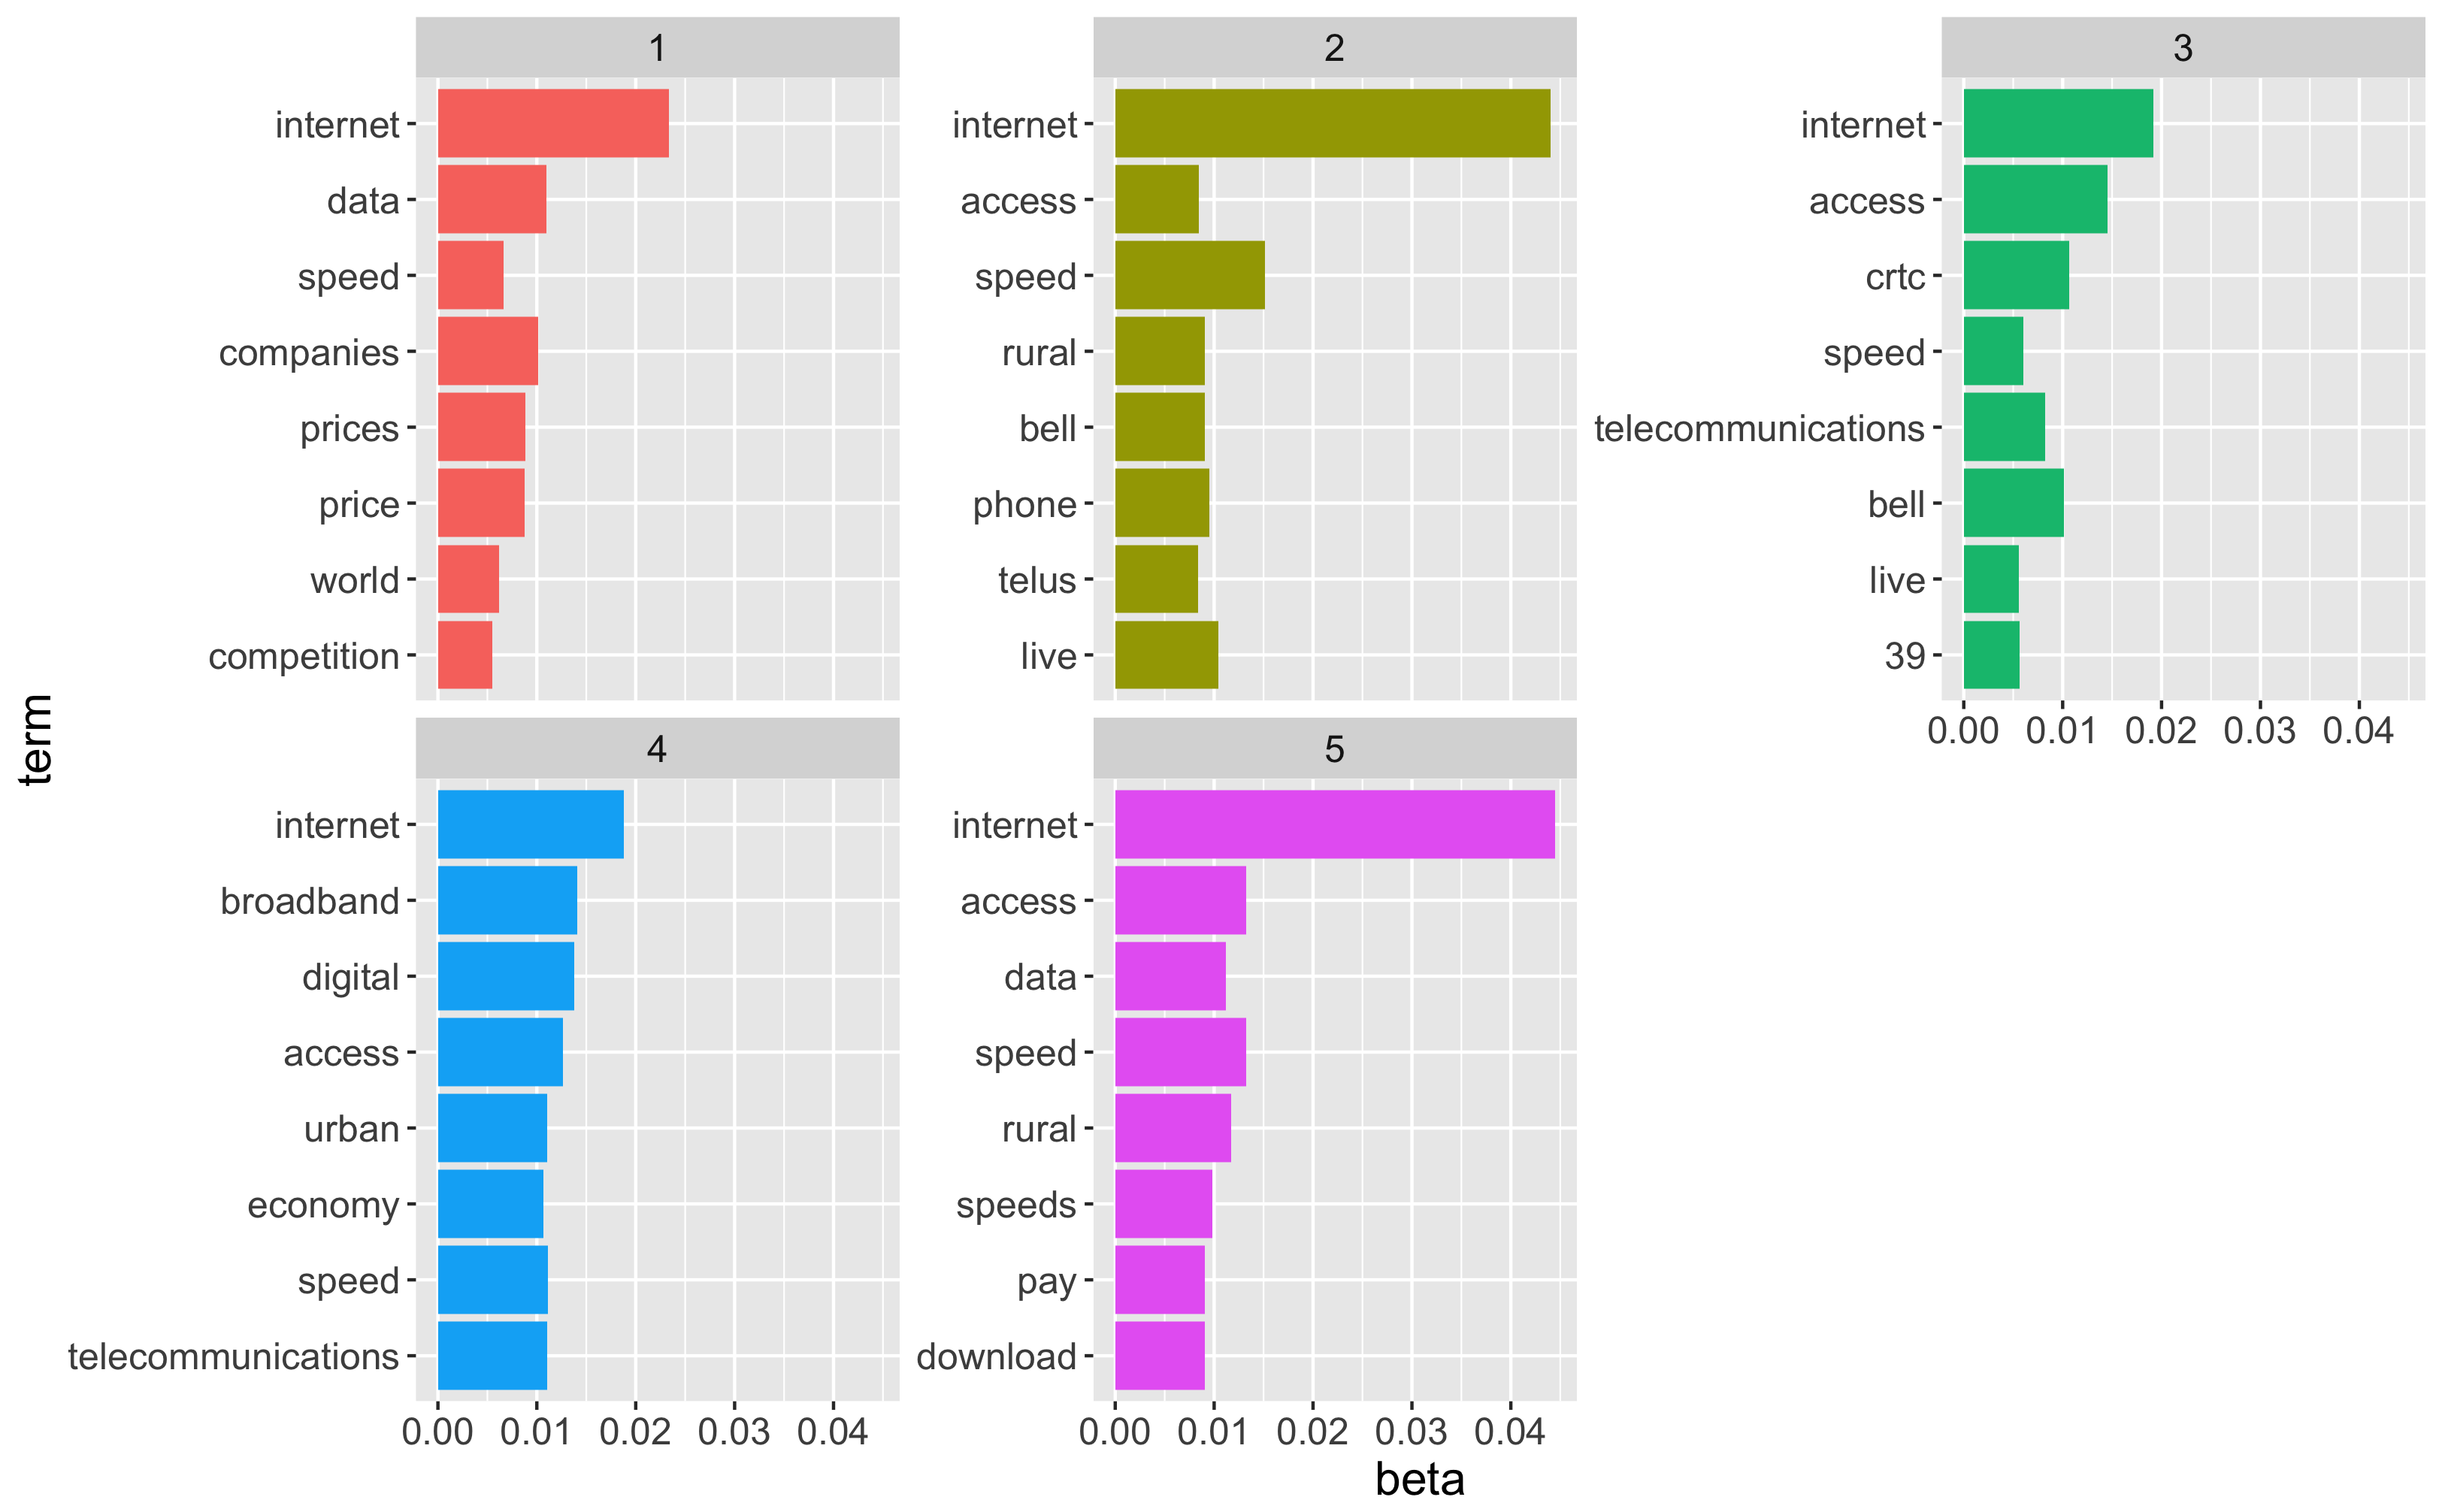 1
internet
data
speed
companies
prices
price
world
competition
2
internet
access
speed
rural
bell
phone
telus
live
3
internet
access
crtc
speed
telecommunications
bell
live
39
0.00 0.01 0.02 0.03 0.04
4
internet
broadband
digital
access
urban
economy
speed
telecommunications
0.00 0.01 0.02 0.03 0.04
5
internet
access
data
speed
rural
speeds
pay
download
0.00 0.01 0.02 0.03 0.04
term
beta